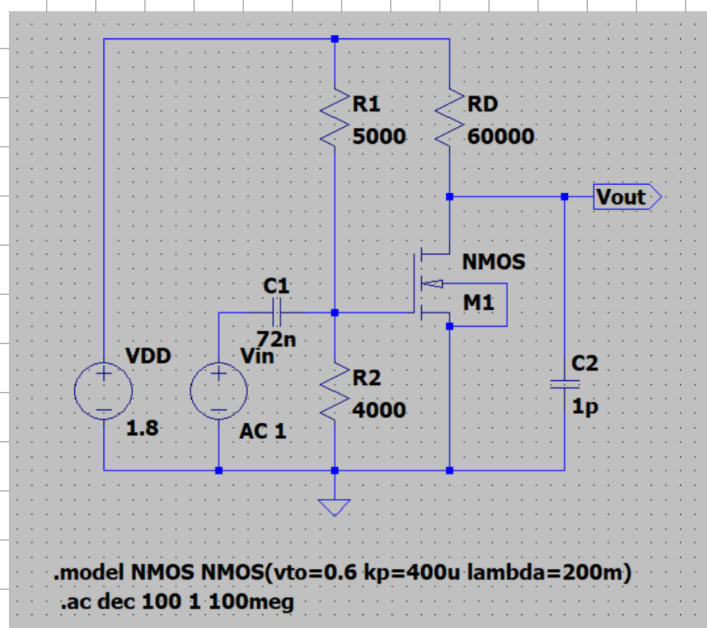 R1
5000
RD
60000
Vout
NMOS
M1
C1
72n
VDD
1.8
Vin
AC 1
R2
4000
C2
1p
.model NMOS NMOS(vto=0.6 kp=400u lambda=200m)
.ac dec 100 1 100meg